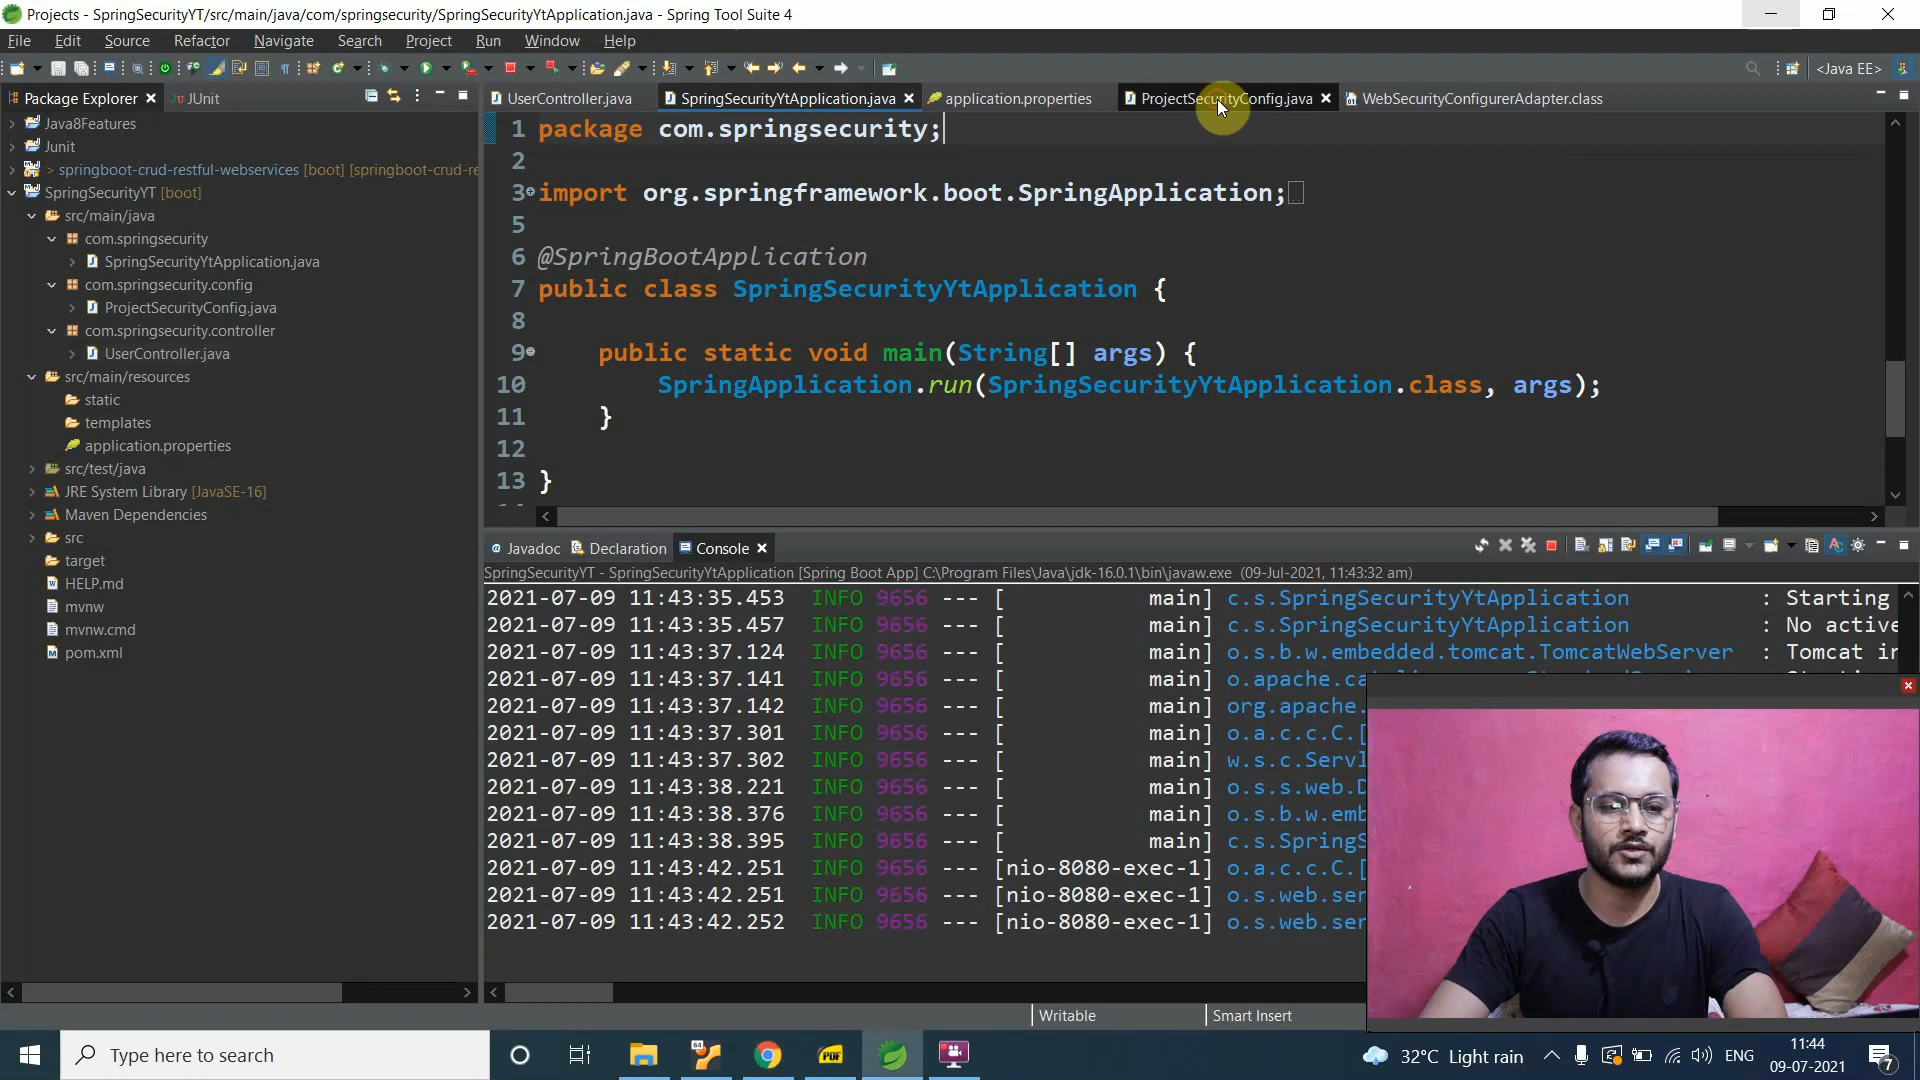 Projects - SpringSecurityYT/src/main/java/com/springsecurity/SpringSecurityYtApplication.java - Spring Tool Suite 4
File Edit Source Refactor Navigate Search Project Run Window Help
<Java EE>
Package Explorer JUnit
UserController.java SpringSecurityYtApplication.java application.properties ProjectSecurityConfig.java WebSecurityConfigurerAdapter.class
Java8Features
Junit
> springboot-crud-restful-webservices [boot] [springboot-crud-re
SpringSecurityYT [boot]
src/main/java
com.springsecurity
SpringSecurityYtApplication.java
com.springsecurity.config
ProjectSecurityConfig.java
com.springsecurity.controller
UserController.java
src/main/resources
static
templates
application.properties
src/test/java
JRE System Library [JavaSE-16]
Maven Dependencies
src
target
HELP.md
mvnw
mvnw.cmd
pom.xml
1 package com.springsecurity;
2
3 import org.springframework.boot.SpringApplication;
5
6 @SpringBootApplication
7 public class SpringSecurityYtApplication {
8
9 public static void main(String[] args) {
10 SpringApplication.run(SpringSecurityYtApplication.class, args);
11 }
12
13 }
Javadoc Declaration Console
SpringSecurityYT - SpringSecurityYtApplication [Spring Boot App] C:\Program Files\Java\jdk-16.0.1\bin\javaw.exe (09-Jul-2021, 11:43:32 am)
2021-07-09 11:43:35.453 INFO 9656 --- [ main] c.s.SpringSecurityYtApplication : Starting
2021-07-09 11:43:35.457 INFO 9656 --- [ main] c.s.SpringSecurityYtApplication : No active
2021-07-09 11:43:37.124 INFO 9656 --- [ main] o.s.b.w.embedded.tomcat.TomcatWebServer : Tomcat in
2021-07-09 11:43:37.141 INFO 9656 --- [ main]
2021-07-09 11:43:37.142 INFO 9656 --- [ main] org.apache.
2021-07-09 11:43:37.301 INFO 9656 --- [ main] o.a.c.c.C.[
2021-07-09 11:43:37.302 INFO 9656 --- [ main] w.s.c.Servl
2021-07-09 11:43:38.221 INFO 9656 --- [ main] o.s.s.web.D
2021-07-09 11:43:38.376 INFO 9656 --- [ main] o.s.b.w.emb
2021-07-09 11:43:38.395 INFO 9656 --- [ main] c.s.SpringS
2021-07-09 11:43:42.251 INFO 9656 --- [nio-8080-exec-1] o.a.c.c.C.[
2021-07-09 11:43:42.251 INFO 9656 --- [nio-8080-exec-1] o.s.web.ser
2021-07-09 11:43:42.252 INFO 9656 --- [nio-8080-exec-1] o.s.web.ser
Writable Smart Insert
Type here to search
64
PDF
32°C Light rain
ENG
11:44
09-07-2021
7